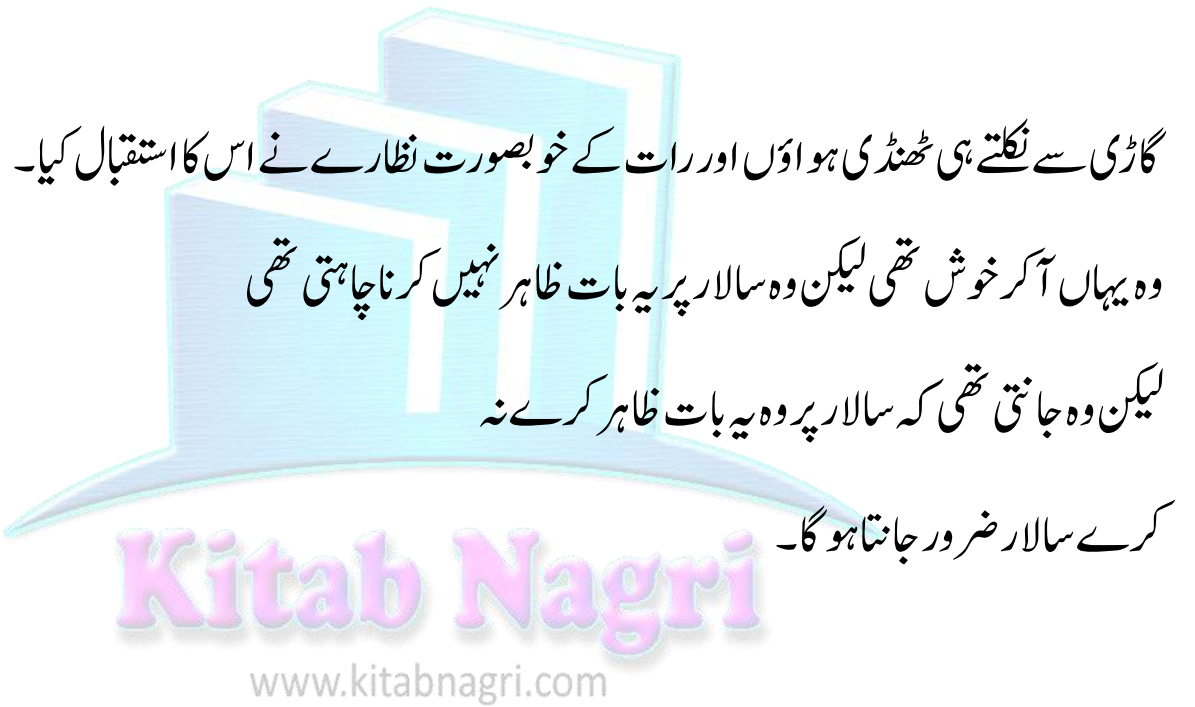 گاڑی سے نکلتے ہی ٹھنڈی ہواؤں اور رات کے خوبصورت نظارے نے اس کا استقبال کیا۔
وہ یہاں آ کر خوش تھی لیکن وہ سالار پر یہ بات ظاہر نہیں کرنا چاہتی تھی
لیکن وہ جانتی تھی کہ سالار پر وہ یہ بات ظاہر کرے نہ
کرے سالار ضرور جانتا ہو گا۔
Kitab Nagri
www.kitabnagri.com